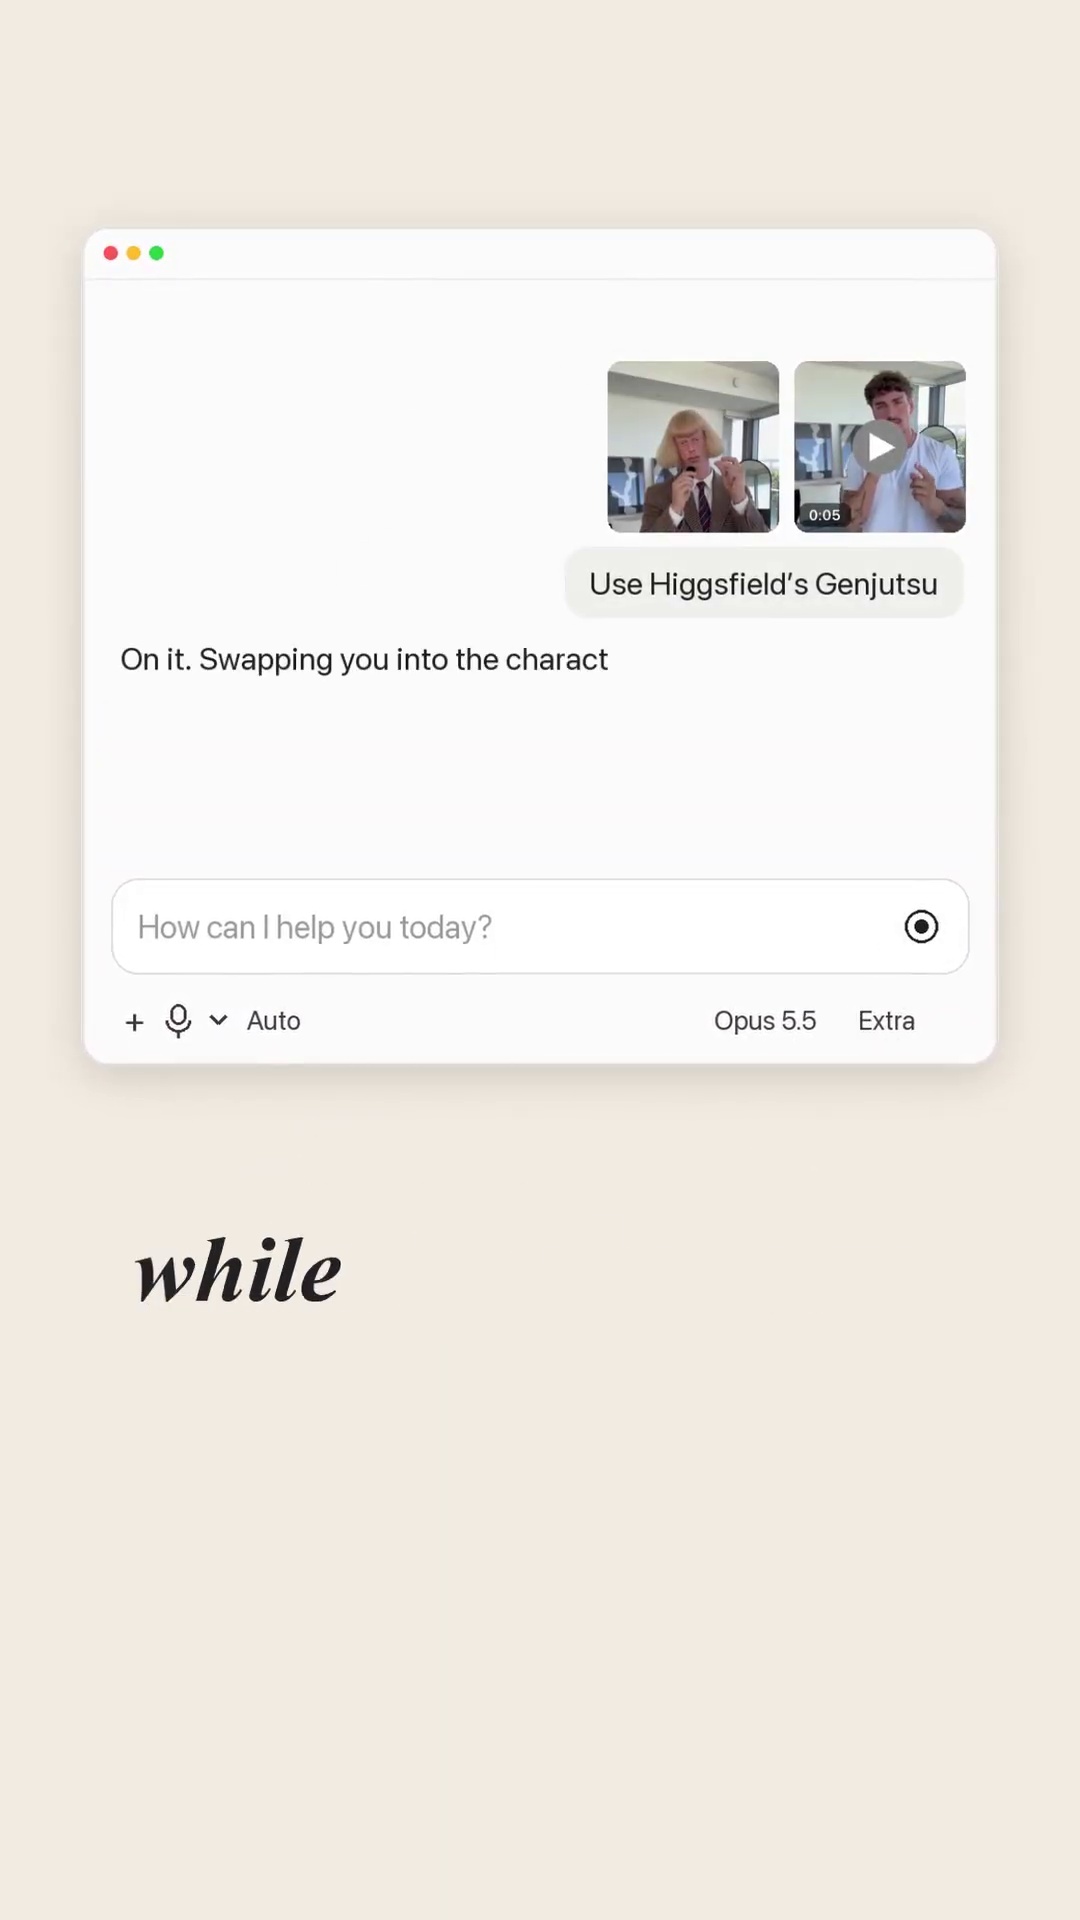 0:05
Use Higgsfield’s Genjutsu
On it. Swapping you into the charact
How can I help you today?
Auto
Opus 5.5
Extra
while